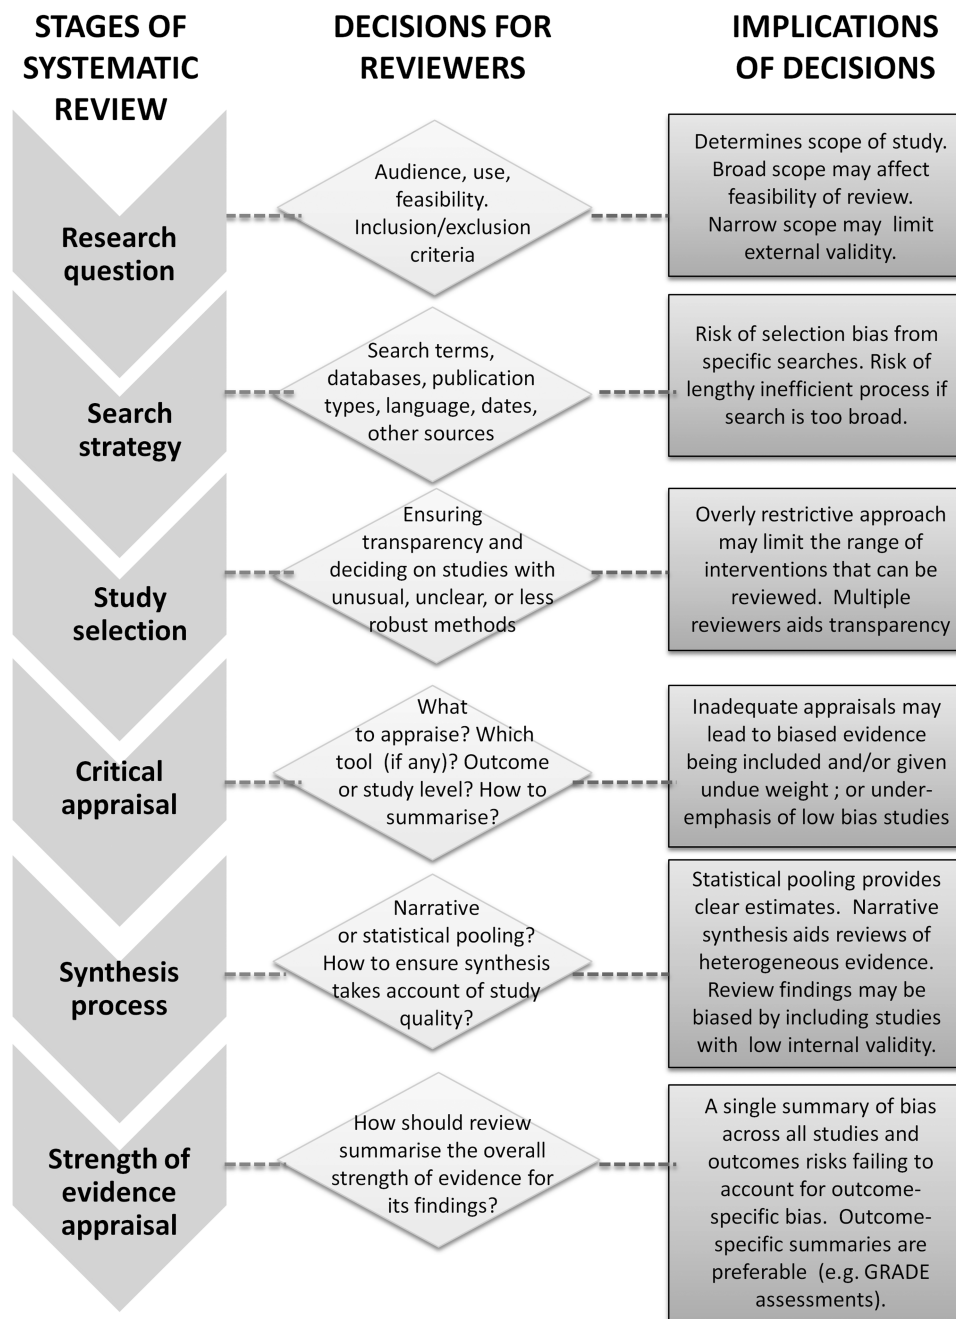 STAGES OF
SYSTEMATIC
REVIEW
DECISIONS FOR
REVIEWERS
IMPLICATIONS
OF DECISIONS
Research
question
Audience, use,
feasibility.
Inclusion/exclusion
criteria
Determines scope of study.
Broad scope may affect
feasibility of review.
Narrow scope may limit
external validity.
Search
strategy
Search terms,
databases, publication
types, language, dates,
other sources
Risk of selection bias from
specific searches. Risk of
lengthy inefficient process if
search is too broad.
Study
selection
Ensuring
transparency and
deciding on studies with
unusual, unclear, or less
robust methods
Overly restrictive approach
may limit the range of
interventions that can be
reviewed. Multiple
reviewers aids transparency
Critical
appraisal
What
to appraise? Which
tool (if any)? Outcome
or study level? How to
summarise?
Inadequate appraisals may
lead to biased evidence
being included and/or given
undue weight ; or under-
emphasis of low bias studies
Synthesis
process
Narrative
or statistical pooling?
How to ensure synthesis
takes account of study
quality?
Statistical pooling provides
clear estimates. Narrative
synthesis aids reviews of
heterogeneous evidence.
Review findings may be
biased by including studies
with low internal validity.
Strength of
evidence
appraisal
How should review
summarise the overall
strength of evidence for
its findings?
A single summary of bias
across all studies and
outcomes risks failing to
account for outcome-
specific bias. Outcome-
specific summaries are
preferable (e.g. GRADE
assessments).